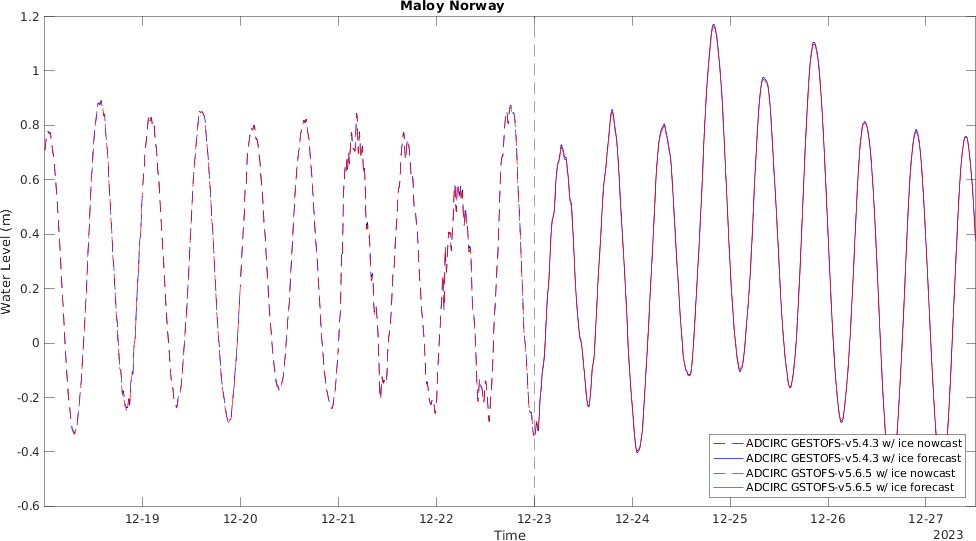 Maloy Norway
1.2
1
0.8
0.6
0.4
0.2
0
-0.2
-0.4
-0.6
Water Level (m)
12-19 12-20 12-21 12-22 12-23 12-24 12-25 12-26 12-27
Time
2023
ADCIRC GESTOFS-v5.4.3 w/ ice nowcast
ADCIRC GESTOFS-v5.4.3 w/ ice forecast
ADCIRC GSTOFS-v5.6.5 w/ ice nowcast
ADCIRC GSTOFS-v5.6.5 w/ ice forecast